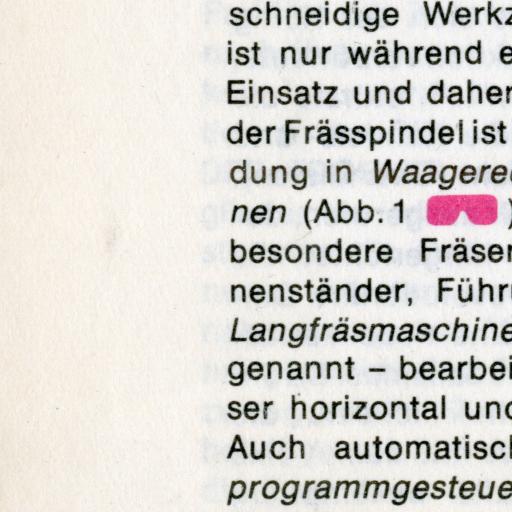 schneidige Werkz
ist nur während e
Einsatz und daher
der Frässpindel ist
dung in Waagere
nen (Abb. 1 )
besondere Fräser
nenständer, Führ
Langfräsmaschine
genannt – bearbei
ser horizontal und
Auch automatisch
programmgesteue